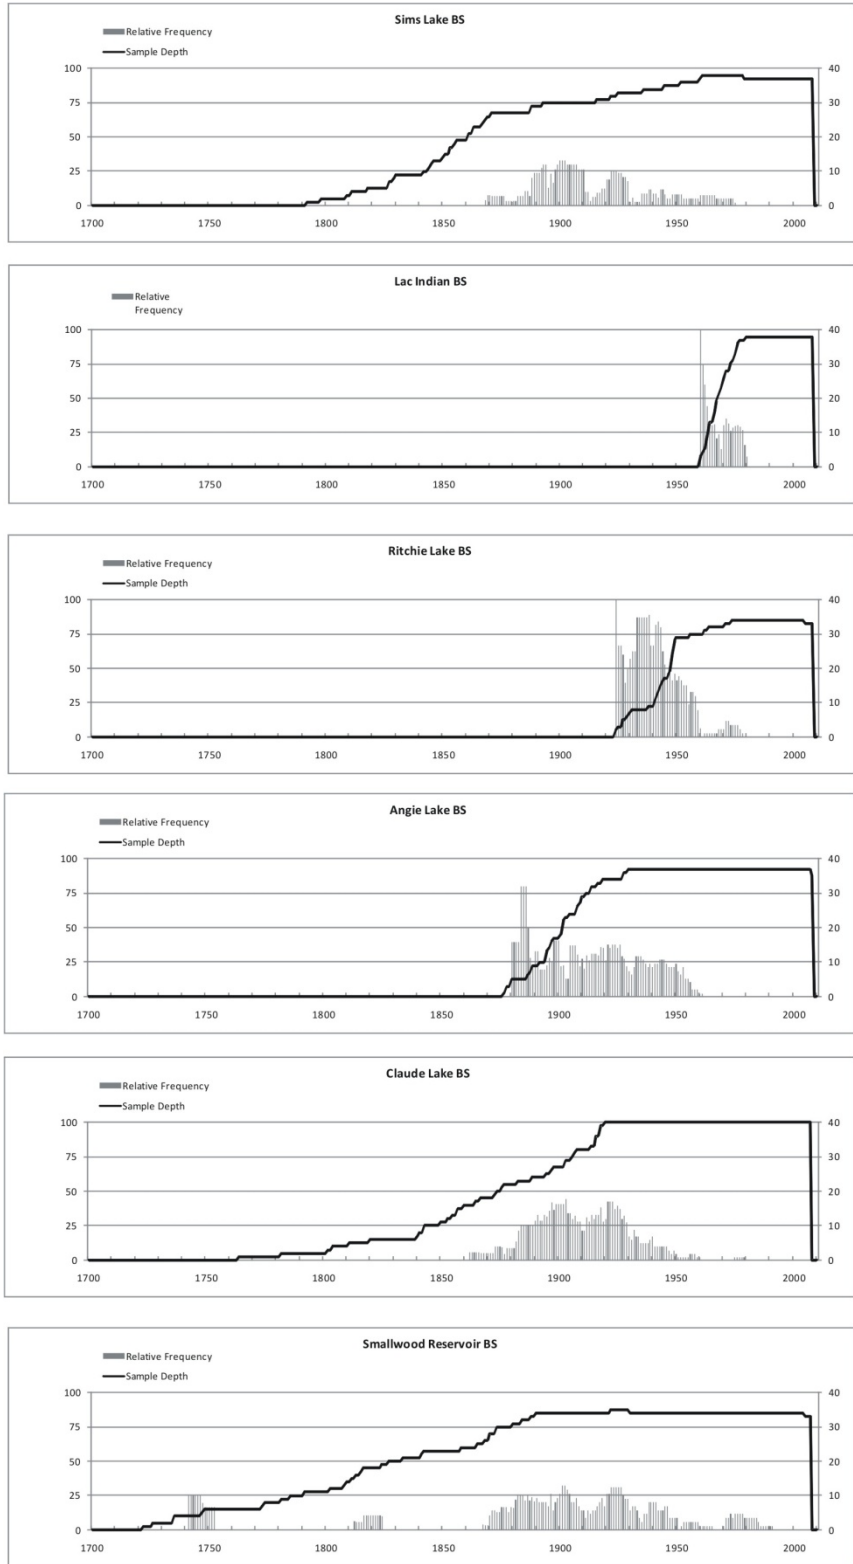 Sims Lake BS
Relative Frequency
Sample Depth
100 40
75 30
50 20
25 10
0 0
1700 1750 1800 1850 1900 1950 2000
Lac Indian BS
Relative
Frequency
100 40
75 30
50 20
25 10
0 0
1700 1750 1800 1850 1900 1950 2000
Ritchie Lake BS
Relative Frequency
Sample Depth
100 40
75 30
50 20
25 10
0 0
1700 1750 1800 1850 1900 1950 2000
Angie Lake BS
Relative Frequency
Sample Depth
100 40
75 30
50 20
25 10
0 0
1700 1750 1800 1850 1900 1950 2000
Claude Lake BS
Relative Frequency
Sample Depth
100 40
75 30
50 20
25 10
0 0
1700 1750 1800 1850 1900 1950 2000
Smallwood Reservoir BS
Relative Frequency
Sample Depth
100 40
75 30
50 20
25 10
0 0
1700 1750 1800 1850 1900 1950 2000